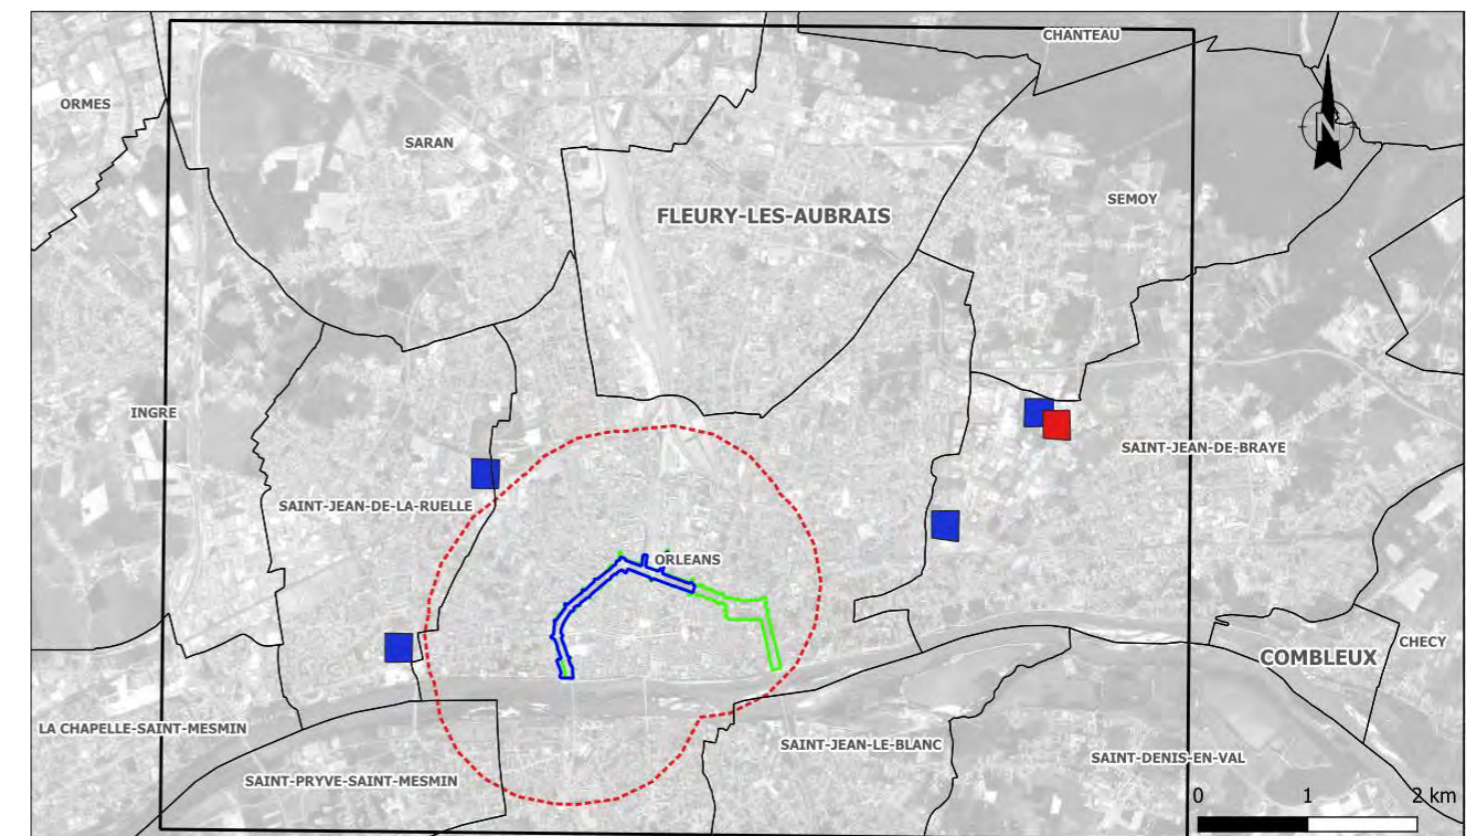 CHANTEAU
ORMES
N
SARAN
SEMOY
FLEURY-LES-AUBRAIS
INGRE
SAINT-JEAN-DE-BRAYE
SAINT-JEAN-DE-LA-RUELLE
ORLEANS
CHECY
COMBLEUX
LA CHAPELLE-SAINT-MESMIN
SAINT-JEAN-LE-BLANC
SAINT-DENIS-EN-VAL
SAINT-PRYVE-SAINT-MESMIN
0 1 2 km